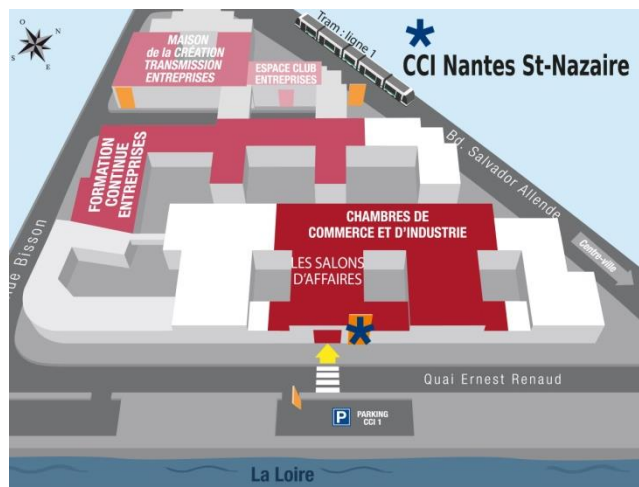 O
N
S
E
MAISON
de la CRÉATION
TRANSMISSION
ENTREPRISES
ESPACE CLUB
ENTREPRISES
Tram : ligne 1
CCI Nantes St-Nazaire
Bd. Salvador Allende
FORMATION
CONTINUE
ENTREPRISES
CHAMBRES DE
COMMERCE ET D'INDUSTRIE
LES SALONS
D'AFFAIRES
Centre-ville
Bisson
Quai Ernest Renaud
P
PARKING
CCI 1
La Loire